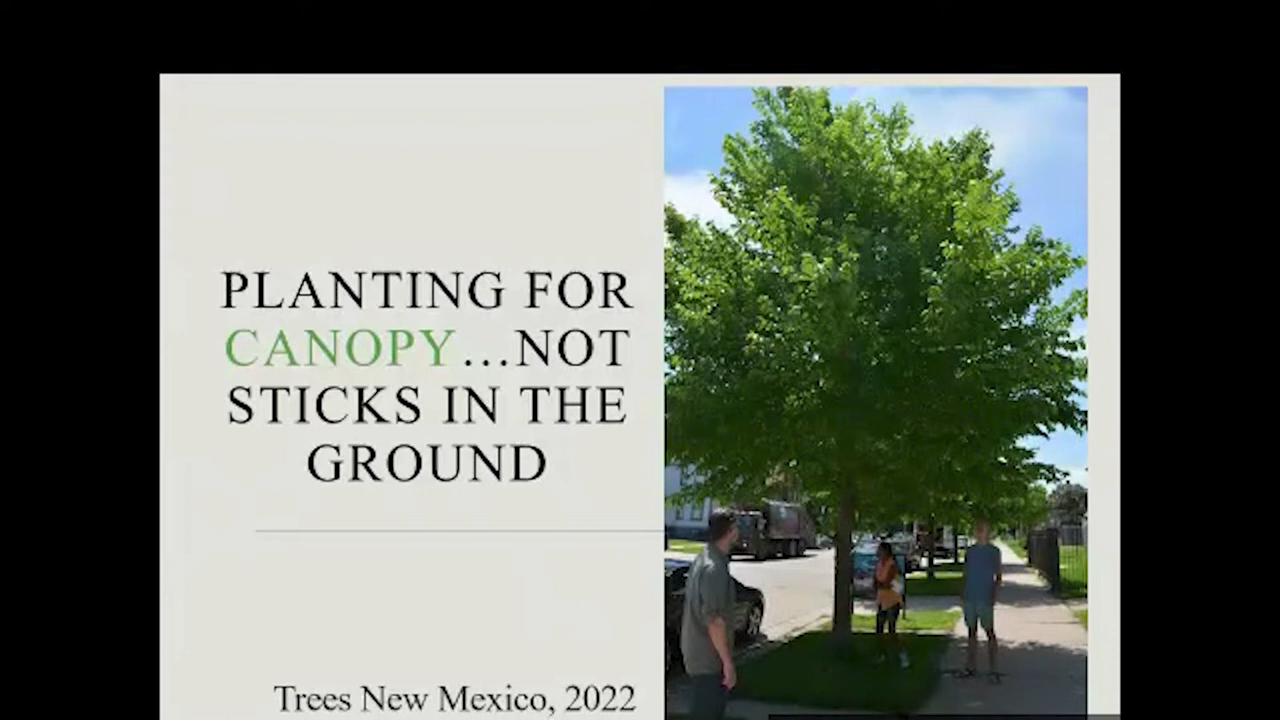 PLANTING FOR
CANOPY...NOT
STICKS IN THE
GROUND
Trees New Mexico, 2022